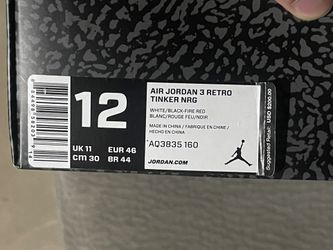 12
AIR JORDAN 3 RETRO
TINKER NRG
WHITE/BLACK-FIRE RED
BLANC/ROUGE FEU/NOIR
MADE IN CHINA / FABRIQUE EN CHINE /
HECHO EN CHINA
AQ3835 160
UK 11 EUR 46
cm 30 BR 44
JORDAN.COM
Suggested Retail: USD $200.00